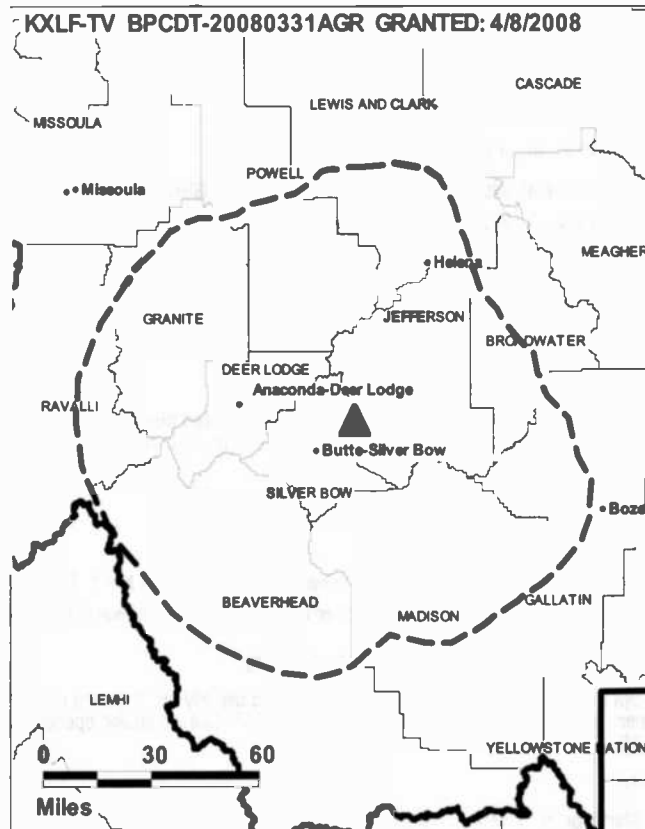 KXLF-TV BPCDT-20080331AGR GRANTED: 4/8/2008
CASCADE
LEWIS AND CLARK
MISSOULA
POWELL
Missoula
MEAGHER
Helena
GRANITE
JEFFERSON
BROADWATER
DEER LODGE
Anaconda-Deer Lodge
RAVALLI
Butte-Silver Bow
SILVER BOW
Boze
GALLATIN
BEAVERHEAD
MADISON
LEMHI
YELLOWSTONE NATION
0 30 60
Miles